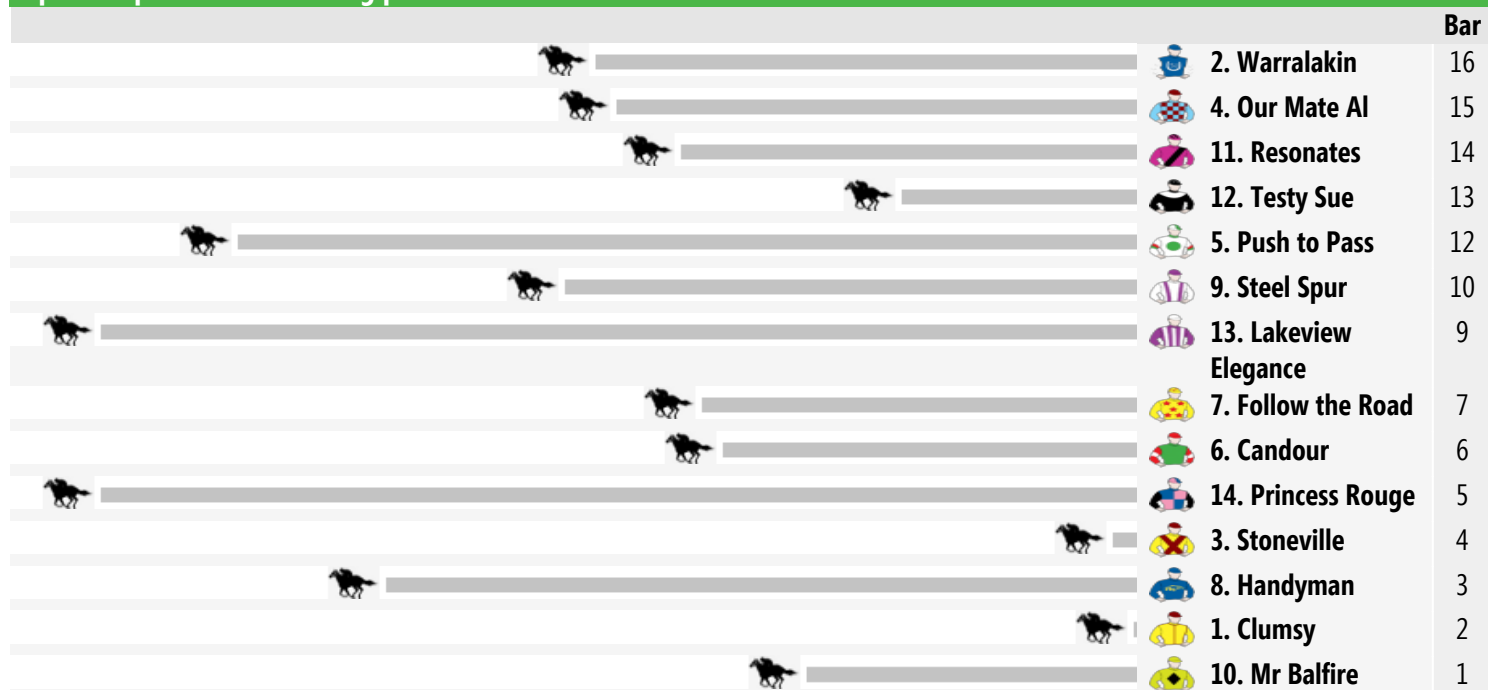 Bar
2. Warralakin 16
4. Our Mate Al 15
11. Resonates 14
12. Testy Sue 13
5. Push to Pass 12
9. Steel Spur 10
13. Lakeview 9
Elegance
7. Follow the Road 7
6. Candour 6
14. Princess Rouge 5
3. Stoneville 4
8. Handyman 3
1. Clumsy 2
10. Mr Balfire 1